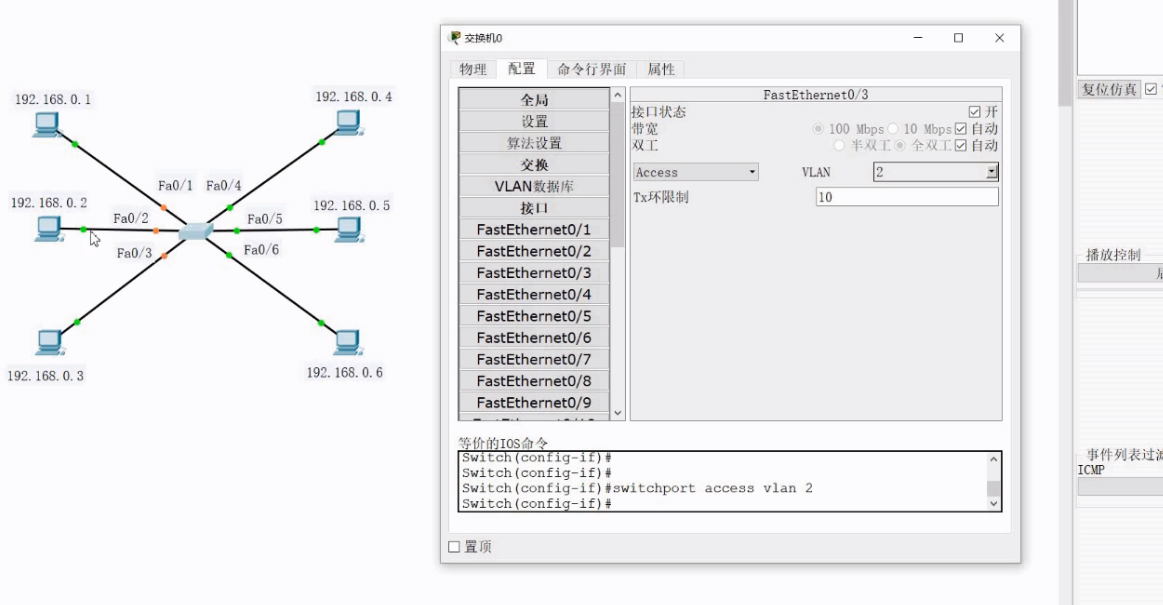 192.168.0.1
192.168.0.4
Fa0/1 Fa0/4
192.168.0.2
Fa0/2
Fa0/5
192.168.0.5
Fa0/3
Fa0/6
192.168.0.3
192.168.0.6
交换机0
物理 配置 命令行界面 属性
全局
设置
算法设置
交换
VLAN数据库
接口
FastEthernet0/1
FastEthernet0/2
FastEthernet0/3
FastEthernet0/4
FastEthernet0/5
FastEthernet0/6
FastEthernet0/7
FastEthernet0/8
FastEthernet0/9
FastEthernet0/3
接口状态 开
带宽 100 Mbps 10 Mbps 自动
双工 半双工 全双工 自动
Access VLAN 2
Tx环限制 10
等价的IOS命令
Switch(config-if)#
Switch(config-if)#
Switch(config-if)#switchport access vlan 2
Switch(config-if)#
置顶
复位仿真
播放控制
事件列表过滤
ICMP